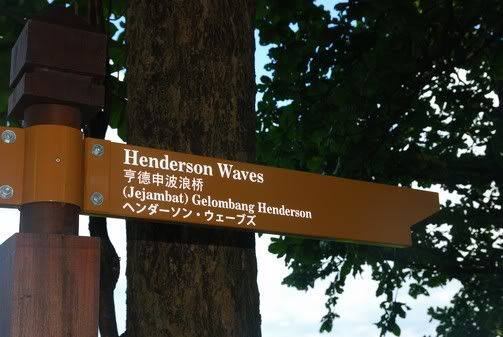 Henderson Waves
亨德申波浪桥
(Jejambat) Gelombang Henderson
ヘンダーソン・ウェーブズ